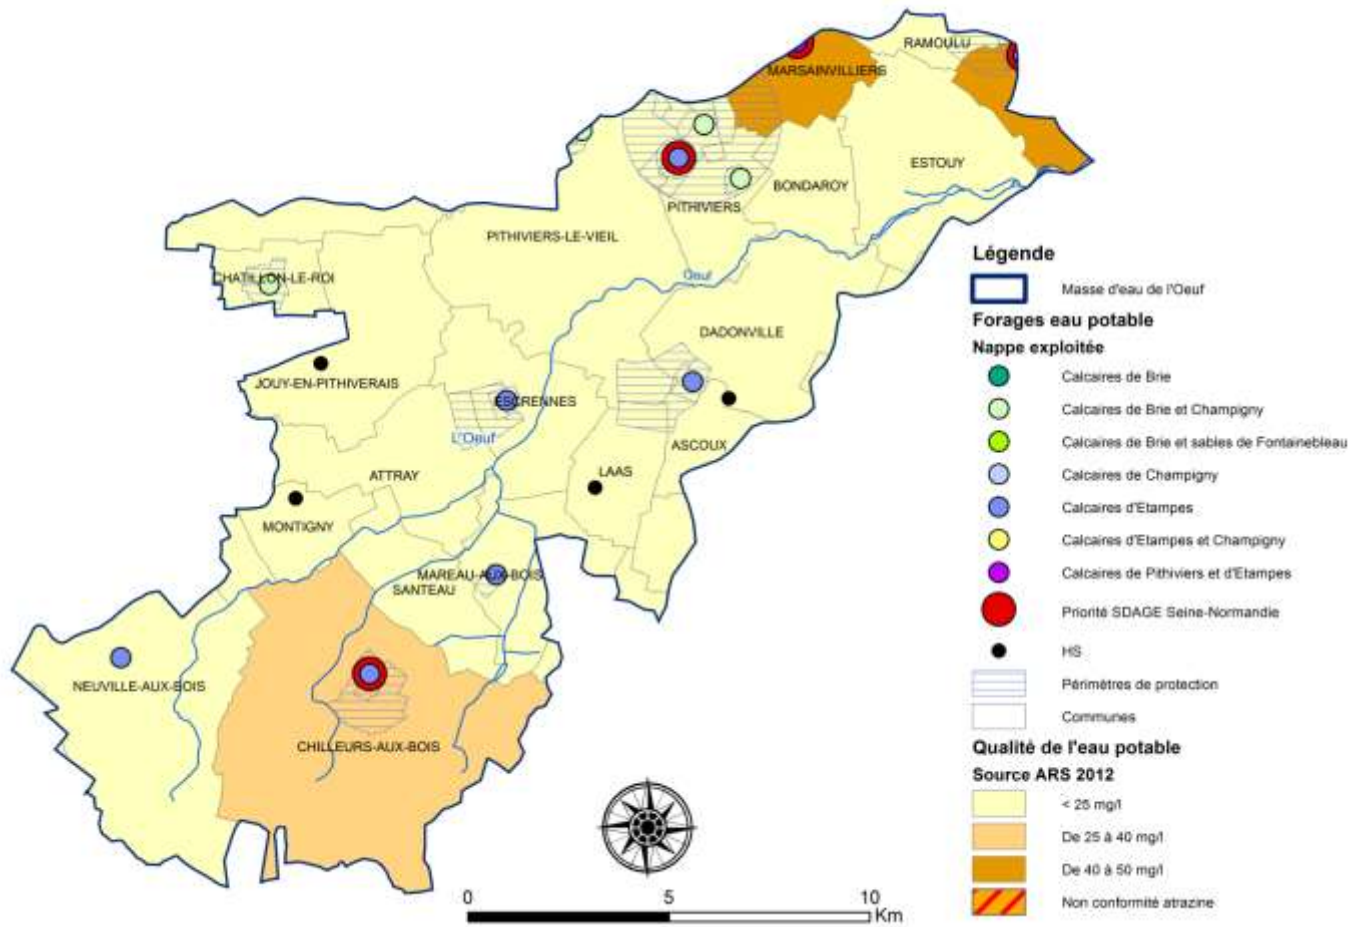 RAMOULU
MARSAINVILLIERS
ESTOUY
BONDAROY
PITHIVIERS
PITHIVIERS-LE-VIEIL
CHATILLON-LE-ROI
Oeuf
DADONVILLE
JOUY-EN-PITHIVERAIS
ESCRENNES
L'Oeuf
ASCOUX
LAAS
ATTRAY
MONTIGNY
MAREAU-AUX-BOIS
SANTEAU
NEUVILLE-AUX-BOIS
CHILLEURS-AUX-BOIS
0 5 10
Km
Légende
Masse d'eau de l'Oeuf
Forages eau potable
Nappe exploitée
Calcaires de Brie
Calcaires de Brie et Champigny
Calcaires de Brie et sables de Fontainebleau
Calcaires de Champigny
Calcaires d'Etampes
Calcaires d'Etampes et Champigny
Calcaires de Pithiviers et d'Etampes
Priorité SDAGE Seine-Normandie
HS
Périmètres de protection
Communes
Qualité de l'eau potable
Source ARS 2012
< 25 mg/l
De 25 à 40 mg/l
De 40 à 50 mg/l
Non conformité atrazine